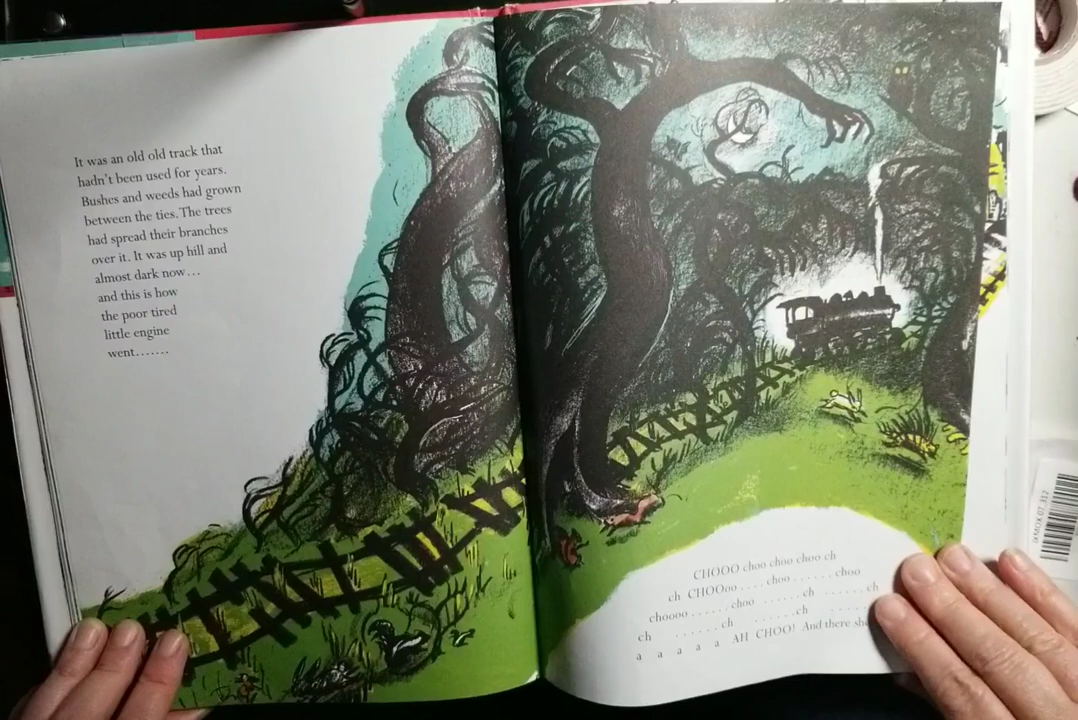 It was an old old track that
hadn't been used for years.
Bushes and weeds had grown
between the ties. The trees
had spread their branches
over it. It was up hill and
almost dark now...
and this is how
the poor tired
little engine
went.......
CHOOO choo choo choo ch
ch CHOOoo.... choo....... choo
choooo....... choo ....... ch ....... ch
ch ....... ch ....... ch .......
a a a a a AH CHOO! And there